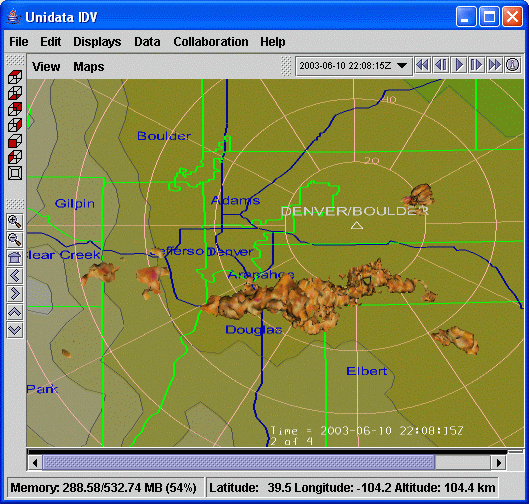 Unidata IDV
File Edit Displays Data Collaboration Help
View Maps
2003-06-10 22:08:15Z
40
Boulder
20
Gilpin
Adams
DENVER/BOULDER
lear Creek
efferson
Denver
Arapahoe
Douglas
Elbert
Park
Time = 2003-06-10 22:08:15Z
2 of 4
Memory: 288.58/532.74 MB (54%)
Latitude: 39.5 Longitude: -104.2 Altitude: 104.4 km